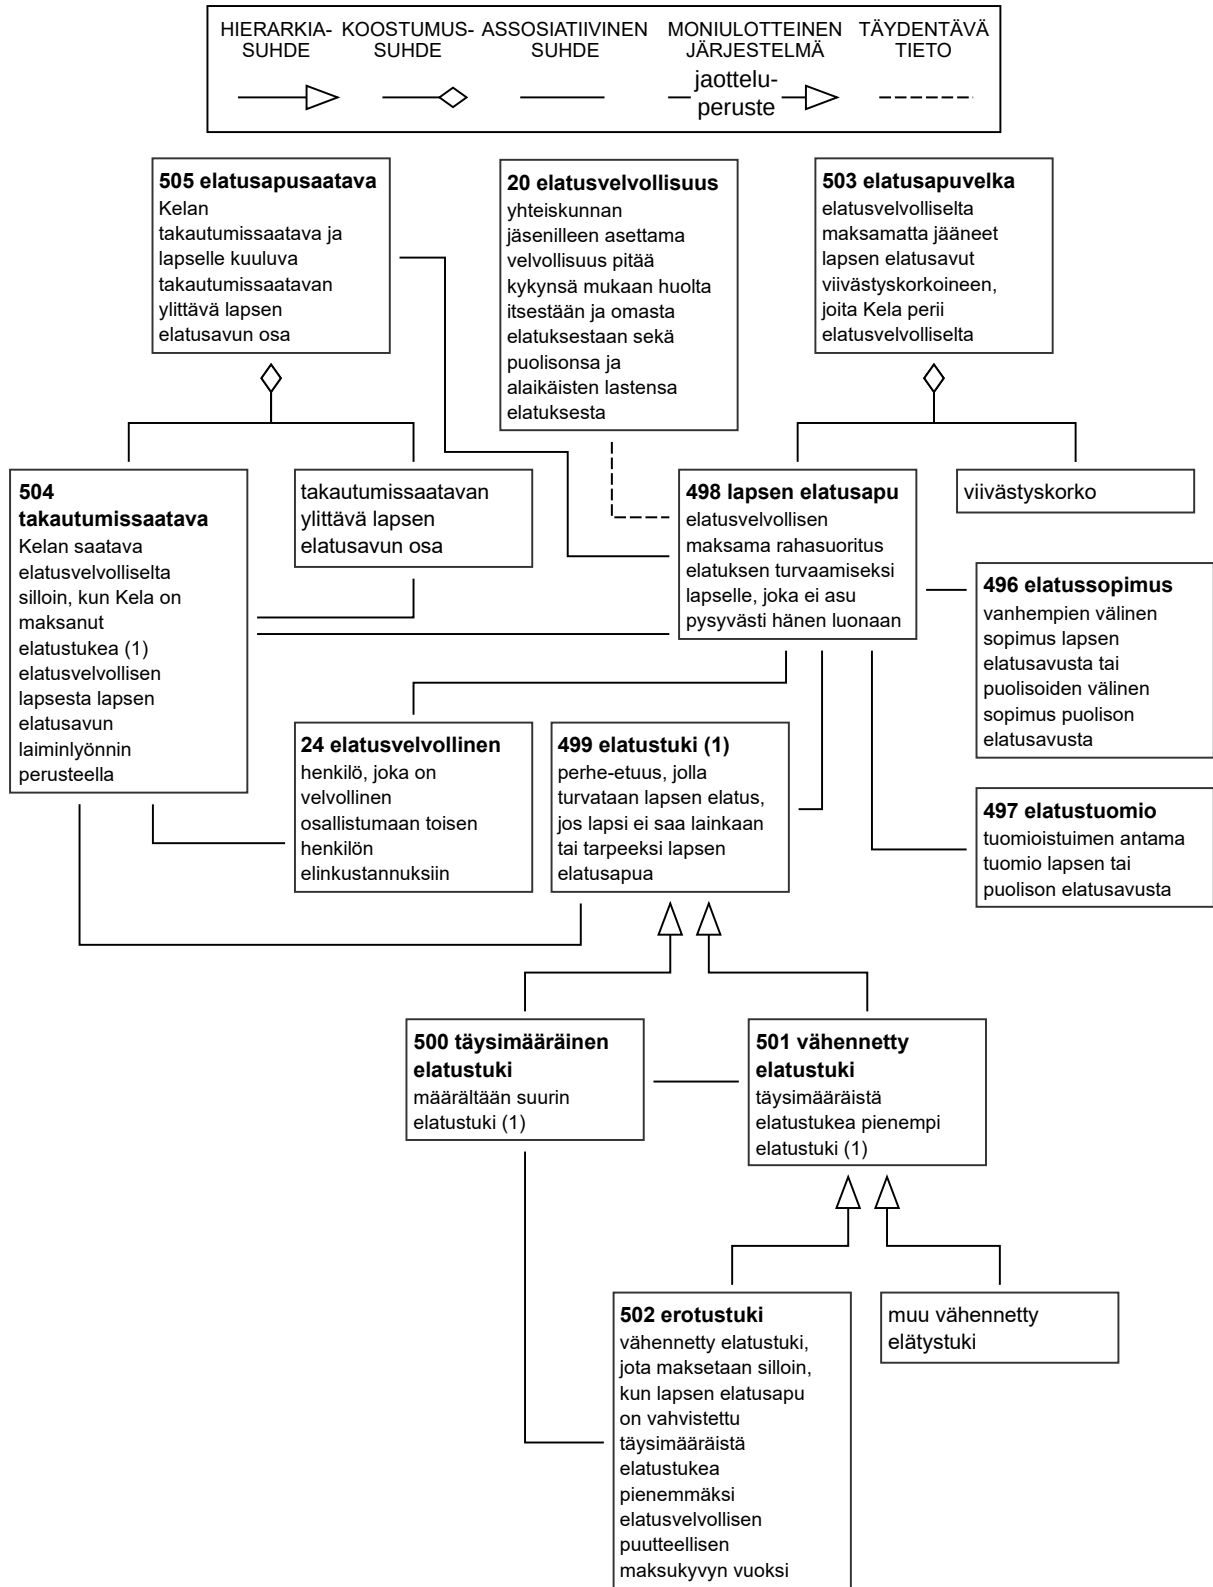 HIERARKIA-
SUHDE
KOOSTUMUS-
SUHDE
ASSOSIATIIVINEN
SUHDE
MONIULOTTEINEN
JÄRJESTELMÄ
TÄYDENTÄVÄ
TIETO
jaottelu-
peruste
505 elatusapusaatava
Kelan
takautumissaatava ja
lapselle kuuluva
takautumissaatavan
ylittävä lapsen
elatusavun osa
20 elatusvelvollisuus
yhteiskunnan
jäsenilleen asettama
velvollisuus pitää
kykynsä mukaan huolta
itsestään ja omasta
elatuksestaan sekä
puolisonsa ja
alaikäisten lastensa
elatuksesta
503 elatusapuvelka
elatusvelvolliselta
maksamatta jääneet
lapsen elatusavut
viivästyskorkoineen,
joita Kela perii
elatusvelvolliselta
504
takautumissaatava
Kelan saatava
elatusvelvolliselta
silloin, kun Kela on
maksanut
elatustukea (1)
elatusvelvollisen
lapsesta lapsen
elatusavun
laiminlyönnin
perusteella
takautumissaatavan
ylittävä lapsen
elatusavun osa
498 lapsen elatusapu
elatusvelvollisen
maksama rahasuoritus
elatuksen turvaamiseksi
lapselle, joka ei asu
pysyvästi hänen luonaan
viivästyskorko
496 elatussopimus
vanhempien välinen
sopimus lapsen
elatusavusta tai
puolisoiden välinen
sopimus puolison
elatusavusta
24 elatusvelvollinen
henkilö, joka on
velvollinen
osallistumaan toisen
henkilön
elinkustannuksiin
499 elatustuki (1)
perhe-etuus, jolla
turvataan lapsen elatus,
jos lapsi ei saa lainkaan
tai tarpeeksi lapsen
elatusapua
497 elatustuomio
tuomioistuimen antama
tuomio lapsen tai
puolison elatusavusta
500 täysimääräinen
elatustuki
määrältään suurin
elatustuki (1)
501 vähennetty
elatustuki
täysimääräistä
elatustukea pienempi
elatustuki (1)
502 erotustuki
vähennetty elatustuki,
jota maksetaan silloin,
kun lapsen elatusapu
on vahvistettu
täysimääräistä
elatustukea
pienemmäksi
elatusvelvollisen
puutteellisen
maksukyvyn vuoksi
muu vähennetty
elätystuki